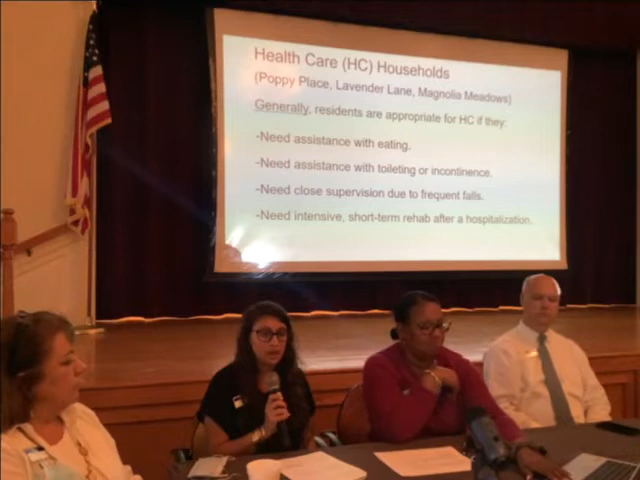 Health Care (HC) Households
(Poppy Place, Lavender Lane, Magnolia Meadows)
Generally, residents are appropriate for HC if they:
-Need assistance with eating.
-Need assistance with toileting or incontinence.
-Need close supervision due to frequent falls.
-Need intensive, short-term rehab after a hospitalization.